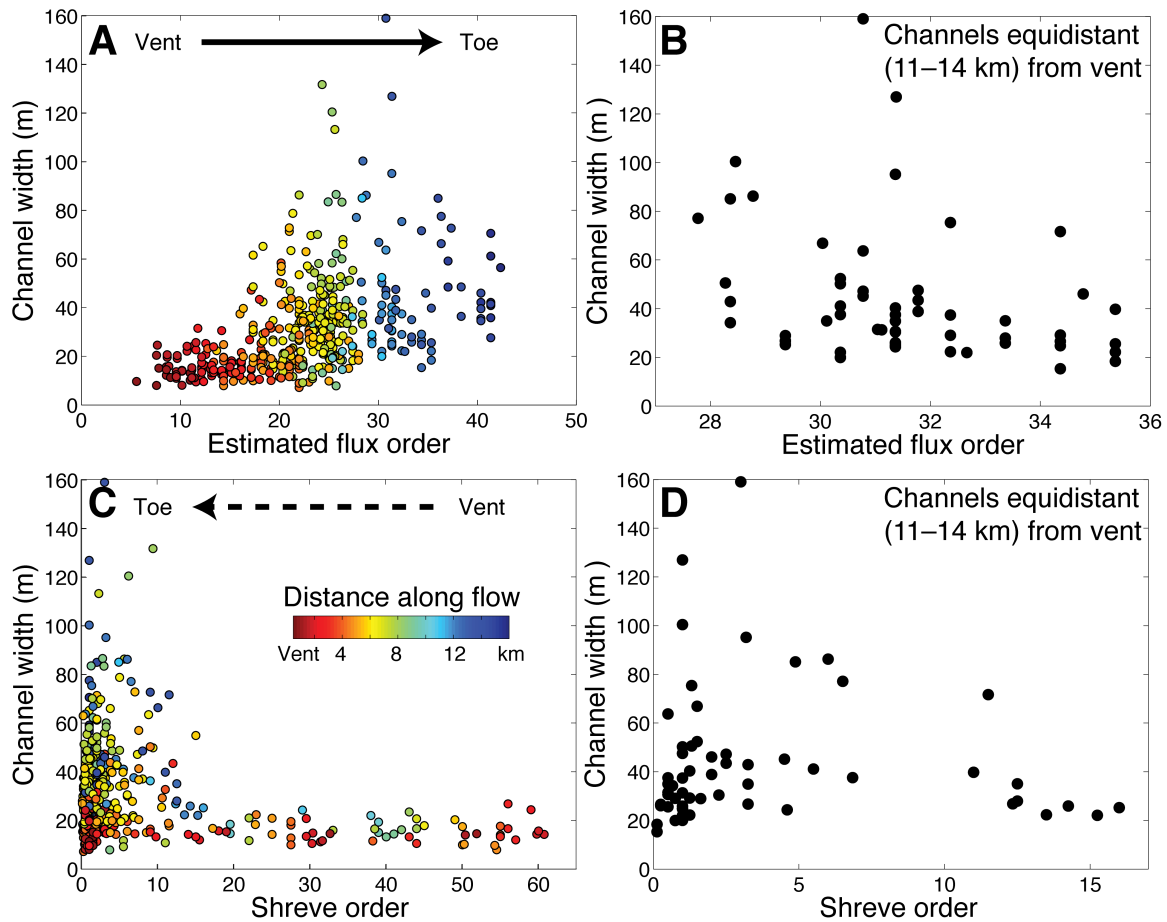 A
Vent
Toe
160
140
120
100
80
60
40
20
0
Channel width (m)
0 10 20 30 40 50
Estimated flux order
B
Channels equidistant
(11–14 km) from vent
160
140
120
100
80
60
40
20
0
Channel width (m )
28 30 32 34 36
Estimated flux order
C
Toe
Vent
160
140
120
100
80
60
40
20
0
Channel width (m)
Distance along flow
Vent 4 8 12 km
0 10 20 30 40 50 60
Shreve order
D
Channels equidistant
(11–14 km) from vent
160
140
120
100
80
60
40
20
0
Channel width (m )
0 5 10 15
Shreve order